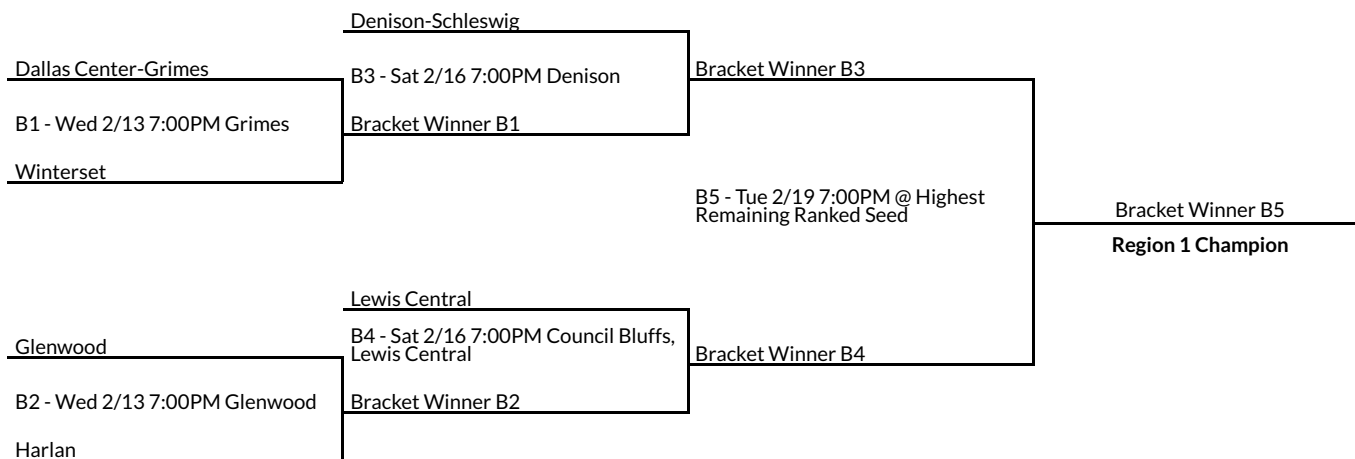 Denison-Schleswig
Dallas Center-Grimes
B3 - Sat 2/16 7:00PM Denison
Bracket Winner B3
B1 - Wed 2/13 7:00PM Grimes
Bracket Winner B1
Winterset
B5 - Tue 2/19 7:00PM @ Highest
Remaining Ranked Seed
Bracket Winner B5
Region 1 Champion
Lewis Central
Glenwood
B4 - Sat 2/16 7:00PM Council Bluffs,
Lewis Central
Bracket Winner B4
B2 - Wed 2/13 7:00PM Glenwood
Bracket Winner B2
Harlan